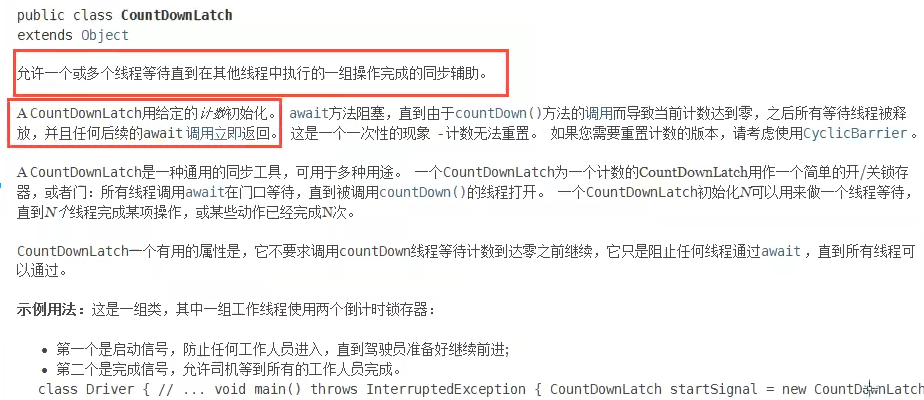 public class CountDownLatch
extends Object
允许一个或多个线程等待直到在其他线程中执行的一组操作完成的同步辅助。
A CountDownLatch用给定的计数初始化。 await方法阻塞，直到由于countDown()方法的调用而导致当前计数达到零，之后所有等待线程被释
放，并且任何后续的await调用立即返回。 这是一个一次性的现象 -计数无法重置。 如果您需要重置计数的版本，请考虑使用CyclicBarrier 。
A CountDownLatch是一种通用的同步工具，可用于多种用途。 一个CountDownLatch为一个计数的CountDownLatch用作一个简单的开/关锁存
器，或者门：所有线程调用await在门口等待，直到被调用countDown()的线程打开。 一个CountDownLatch初始化N可以用来做一个线程等待，
直到N个线程完成某项操作，或某些动作已经完成N次。
CountDownLatch一个有用的属性是，它不要求调用countDown线程等待计数到达零之前继续，它只是阻止任何线程通过await ，直到所有线程可
以通过。
示例用法：这是一组类，其中一组工作线程使用两个倒计时锁存器：
• 第一个是启动信号，防止任何工作人员进入，直到驾驶员准备好继续前进;
• 第二个是完成信号，允许司机等到所有的工作人员完成。
class Driver { // ... void main() throws InterruptedException { CountDownLatch startSignal = new CountDownLatch